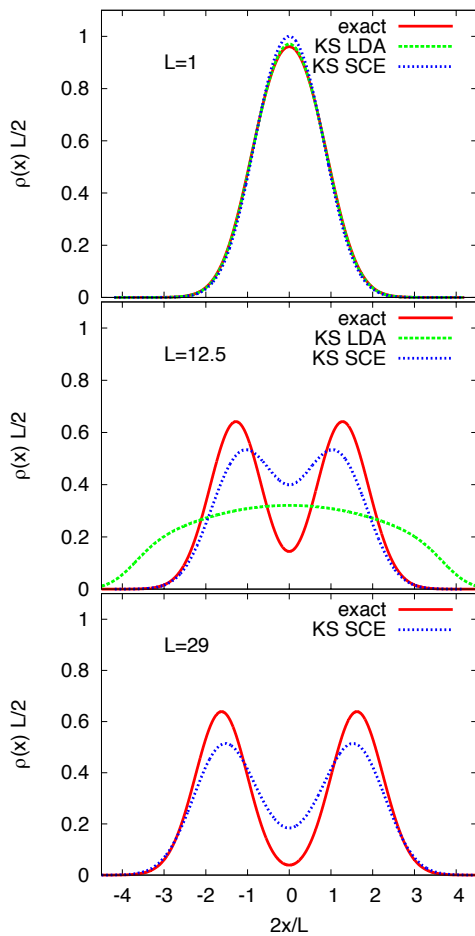 exact
KS LDA
KS SCE
L=1
1
0.8
0.6
0.4
0.2
0
ρ(x) L/2
exact
KS LDA
KS SCE
L=12.5
1
0.8
0.6
0.4
0.2
0
ρ(x) L/2
exact
KS SCE
L=29
1
0.8
0.6
0.4
0.2
0
ρ(x) L/2
-4 -3 -2 -1 0 1 2 3 4
2x/L